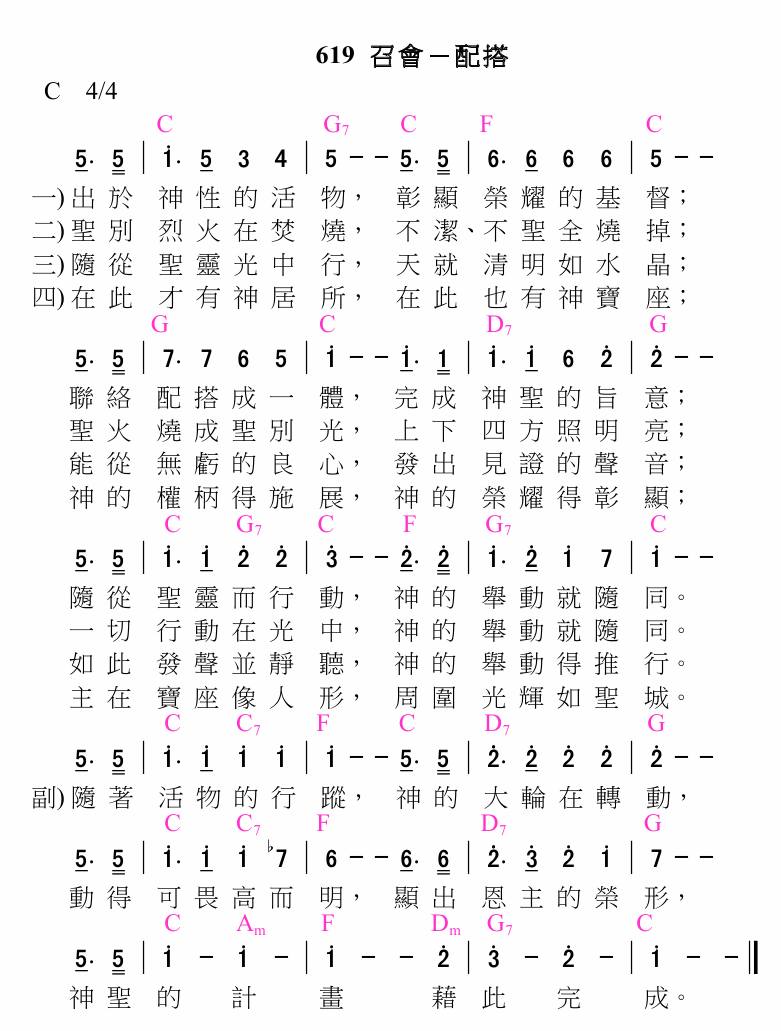 619 召會－配搭
C 4/4
C G7 C F C
5. 5 | 1. 5 3 4 | 5 – – 5. 5 | 6. 6 6 6 | 5 – –
一) 出於神性的活物，彰顯榮耀的基督；
二) 聖別烈火在焚燒，不潔、不聖全燒掉；
三) 隨從聖靈光中行，天就清明如水晶；
四) 在此才有神居所，在此也有神寶座；
G C D7 G
5. 5 | 7. 7 6 5 | 1 – – 1. 1 | 1. 1 6 2 | 2 – –
聯絡配搭成一體，完成神聖的旨意；
聖火燒成聖別光，上下四方照明亮；
能從無虧的良心，發出見證的聲音；
神的權柄得施展，神的榮耀得彰顯；
C G7 C F G7 C
5. 5 | 1. 1 2 2 | 3 – – 2. 2 | 1. 2 1 7 | 1 – –
隨從聖靈而行動，神的舉動就隨同。
一切行動在光中，神的舉動就隨同。
如此發聲並靜聽，神的舉動得推行。
主在寶座像人形，周圍光輝如聖城。
C C7 F C D7 G
5. 5 | 1. 1 1 1 | 1 – – 5. 5 | 2. 2 2 2 | 2 – –
副) 隨著活物的行蹤，神的大輪在轉動，
C C7 F D7 G
5. 5 | 1. 1 1 ♭7 | 6 – – 6. 6 | 2. 3 2 1 | 7 – –
動得可畏高而明，顯出恩主的榮形，
C Am F Dm G7 C
5. 5 | 1 – 1 – | 1 – – 2 | 3 – 2 – | 1 – – ‖
神聖的計畫藉此完成。